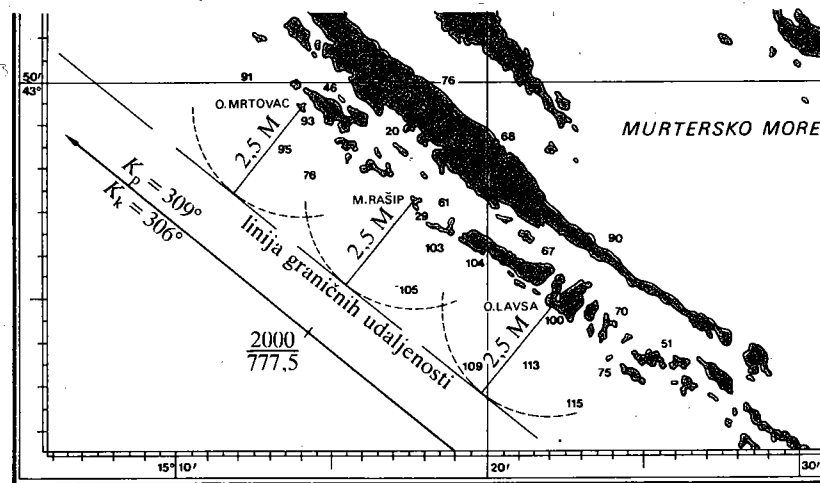 50'
43°
91
46
76
O. MRTOVAC
93
20
68
MURTERSKO MORE
95
2,5 M
76
M. RAŠIP
61
29
103
67
90
Kp = 309°
Kk = 306°
2,5 M
104
105
linija graničnih udaljenosti
O. LAVSA
100
70
2000
777,5
2,5 M
109
113
51
75
115
15° 10'
20'
30'